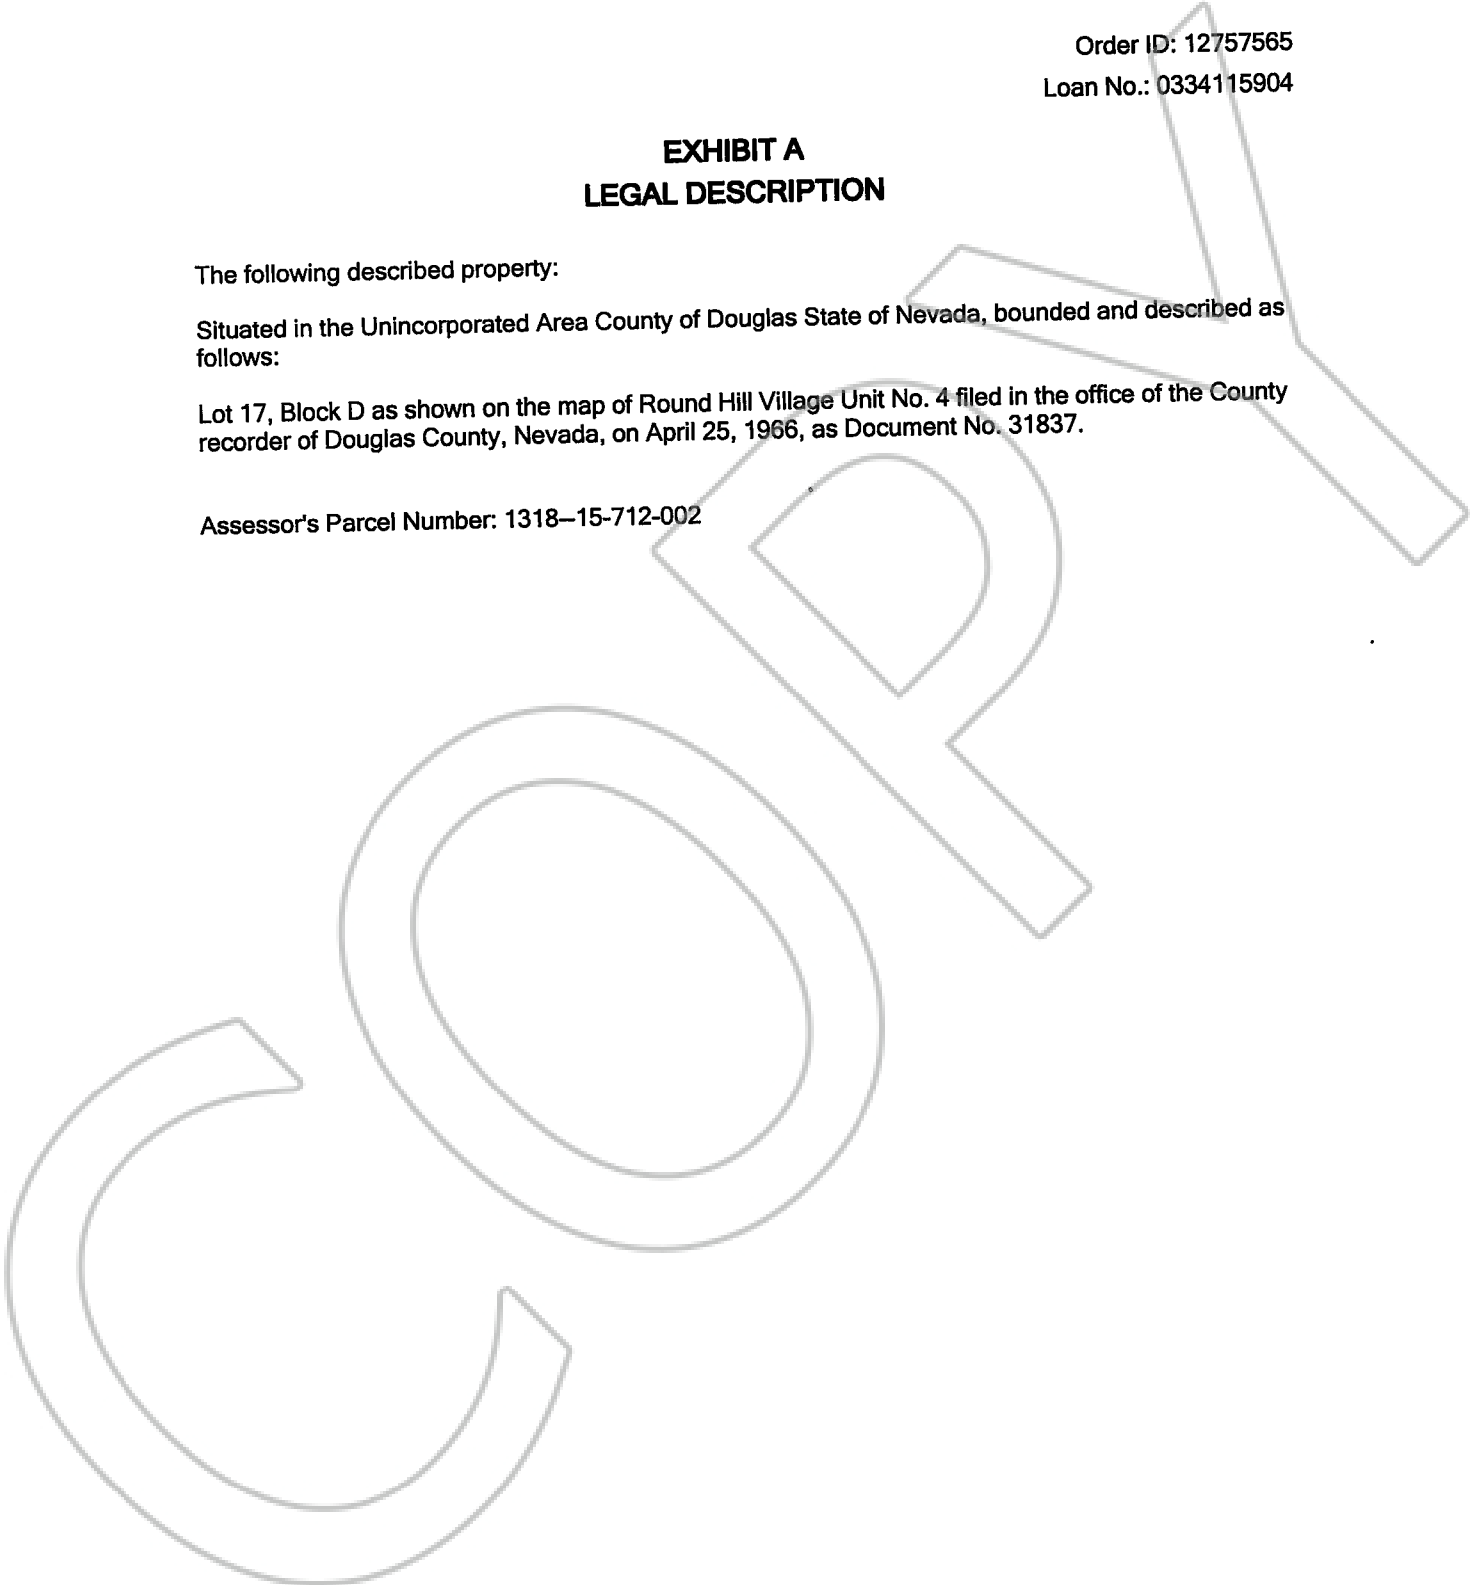 Order ID: 12757565
Loan No.: 0334115904
EXHIBIT A
LEGAL DESCRIPTION
The following described property:
Situated in the Unincorporated Area County of Douglas State of Nevada, bounded and described as
follows:
Lot 17, Block D as shown on the map of Round Hill Village Unit No. 4 filed in the office of the County
recorder of Douglas County, Nevada, on April 25, 1966, as Document No. 31837.
Assessor's Parcel Number: 1318--15-712-002
COPY